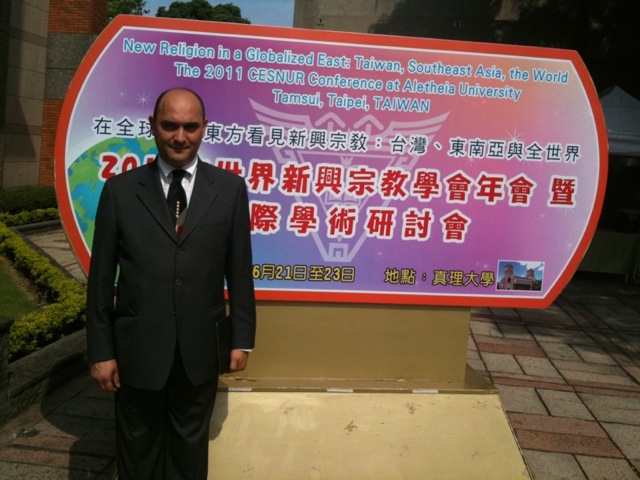 New Religion in a Globalized East: Taiwan, Southeast Asia, the World
The 2011 CESNUR Conference at Aletheia University
Tamsui, Taipei, TAIWAN
在全球 東方看見新興宗教：台灣、東南亞與全世界
世界新興宗教學會年會 暨
際學術研討會
6月21日至23日 地點：真理大學